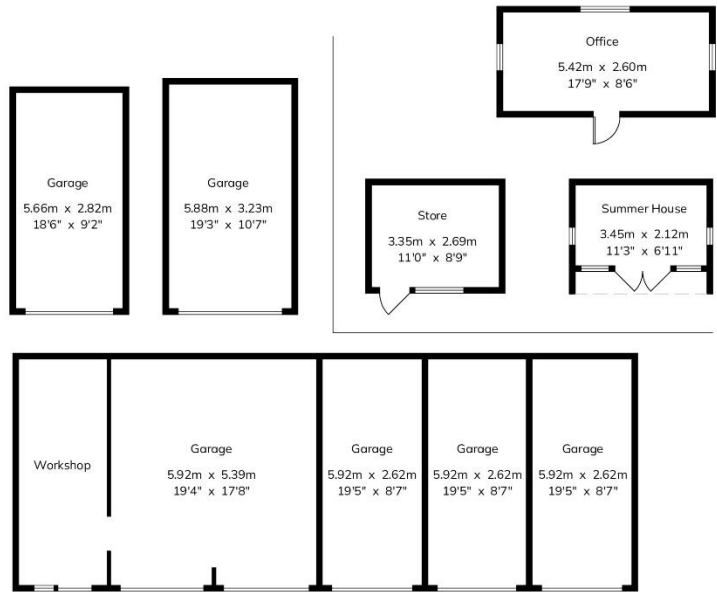 Office
5.42m x 2.60m
17'9" x 8'6"
Garage
5.66m x 2.82m
18'6" x 9'2"
Garage
5.88m x 3.23m
19'3" x 10'7"
Store
3.35m x 2.69m
11'0" x 8'9"
Summer House
3.45m x 2.12m
11'3" x 6'11"
Workshop
Garage
5.92m x 5.39m
19'4" x 17'8"
Garage
5.92m x 2.62m
19'5" x 8'7"
Garage
5.92m x 2.62m
19'5" x 8'7"
Garage
5.92m x 2.62m
19'5" x 8'7"